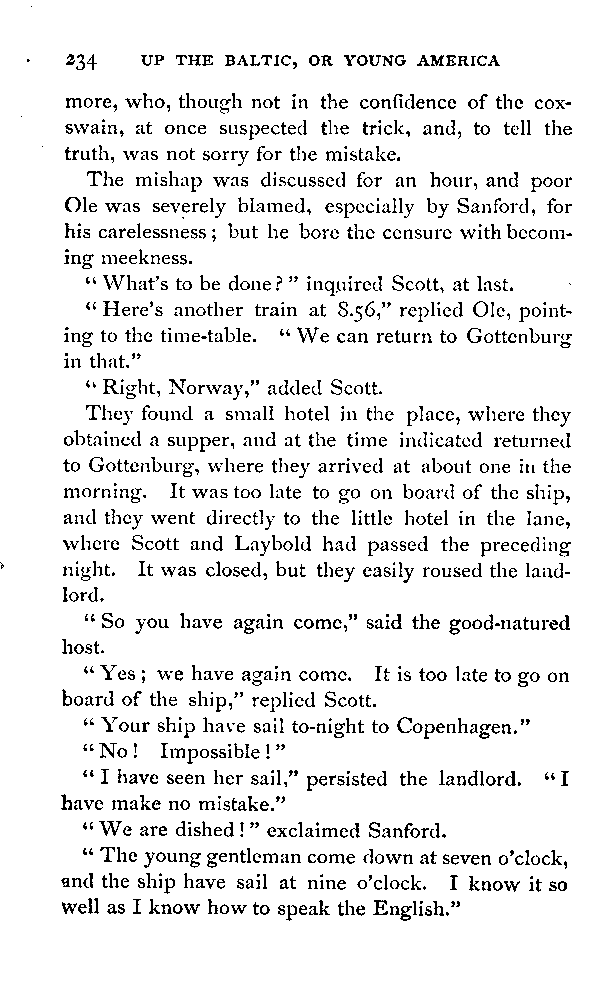 234 UP THE BALTIC, OR YOUNG AMERICA
more, who, though not in the confidence of the cox-
swain, at once suspected the trick, and, to tell the
truth, was not sorry for the mistake.
The mishap was discussed for an hour, and poor
Ole was severely blamed, especially by Sanford, for
his carelessness; but he bore the censure with becom-
ing meekness.
"What's to be done?" inquired Scott, at last.
"Here's another train at 8.56," replied Ole, point-
ing to the time-table. "We can return to Gottenburg
in that."
"Right, Norway," added Scott.
They found a small hotel in the place, where they
obtained a supper, and at the time indicated returned
to Gottenburg, where they arrived at about one in the
morning. It was too late to go on board of the ship,
and they went directly to the little hotel in the lane,
where Scott and Laybold had passed the preceding
night. It was closed, but they easily roused the land-
lord.
"So you have again come," said the good-natured
host.
"Yes; we have again come. It is too late to go on
board of the ship," replied Scott.
"Your ship have sail to-night to Copenhagen."
"No! Impossible!"
"I have seen her sail," persisted the landlord. "I
have make no mistake."
"We are dished!" exclaimed Sanford.
"The young gentleman come down at seven o'clock,
and the ship have sail at nine o'clock. I know it so
well as I know how to speak the English."